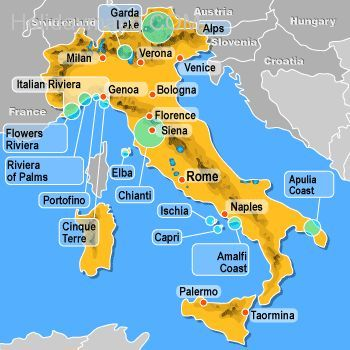 Garda
Lake
Austria
Switzerland
Hungary
Alps
Slovenia
Milan
Verona
Venice
Croatia
Italian Riviera
Genoa
Bologna
France
Florence
Siena
Flowers
Riviera
Riviera
of Palms
Elba
Chianti
Rome
Portofino
Ischia
Naples
Apulia
Coast
Cinque
Terre
Capri
Amalfi
Coast
Palermo
Taormina